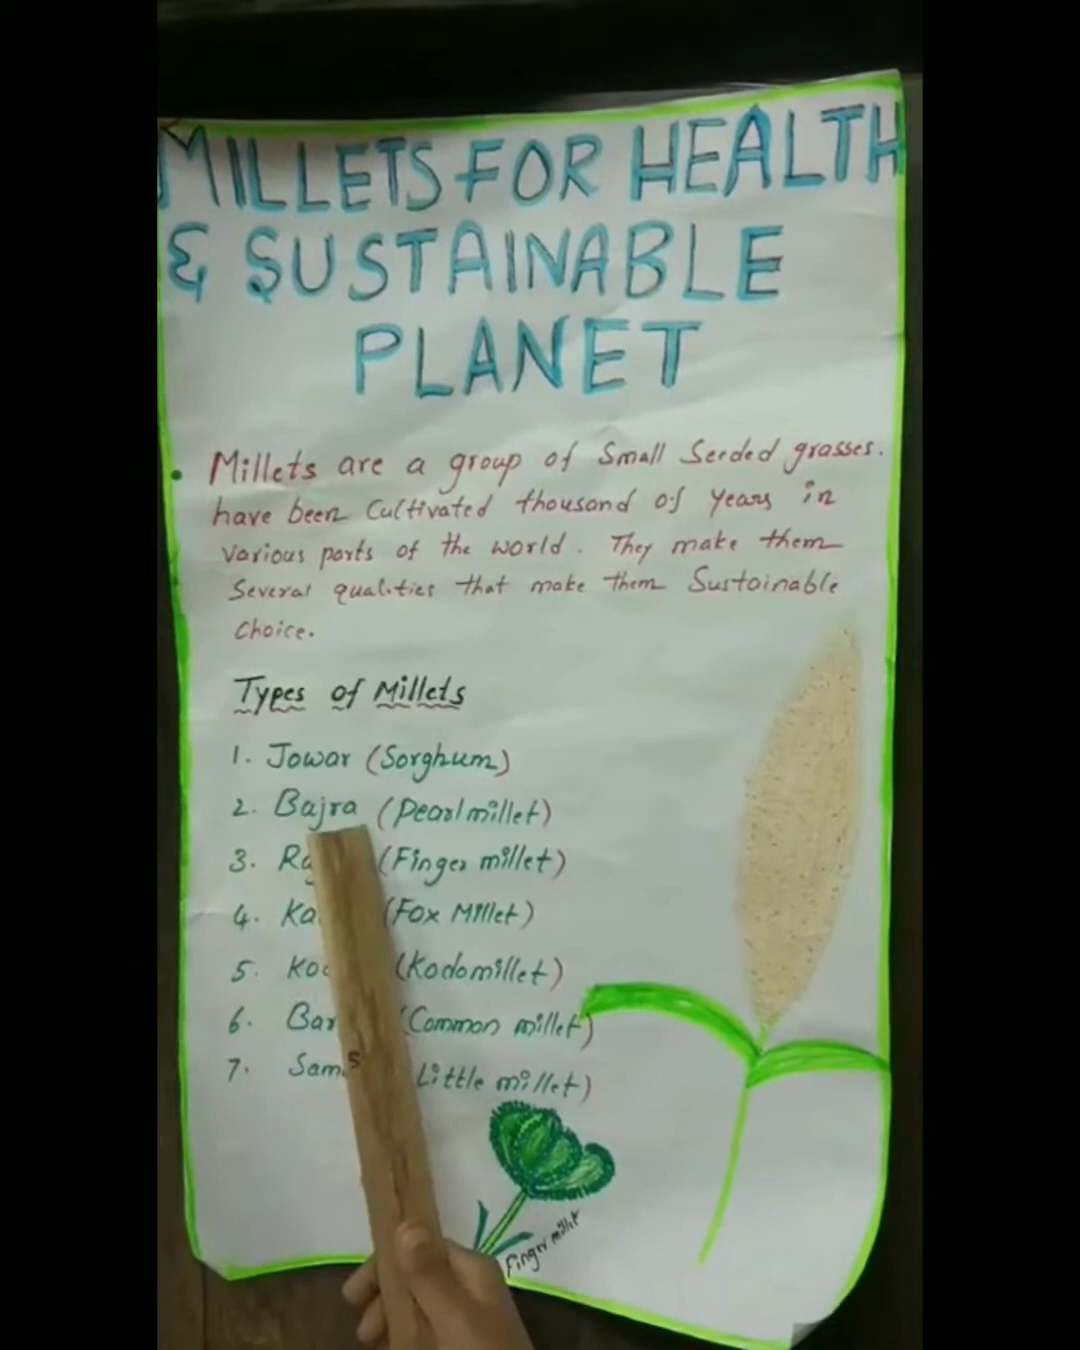 MILLETS FOR HEALTH
& SUSTAINABLE
PLANET
Millets are a group of Small Seeded grasses.
have been Cultivated thousand of years in
various parts of the world. They make them
Several qualities that make them Sustainable
Choice.
Types of Millets
1. Jowar (Sorghum)
2. Bajra (Pearl millet)
3. (Finger millet)
4. (Fox Millet)
5. (Kodomillet)
6. (Common millet)
7. Little millet)
Finger millet